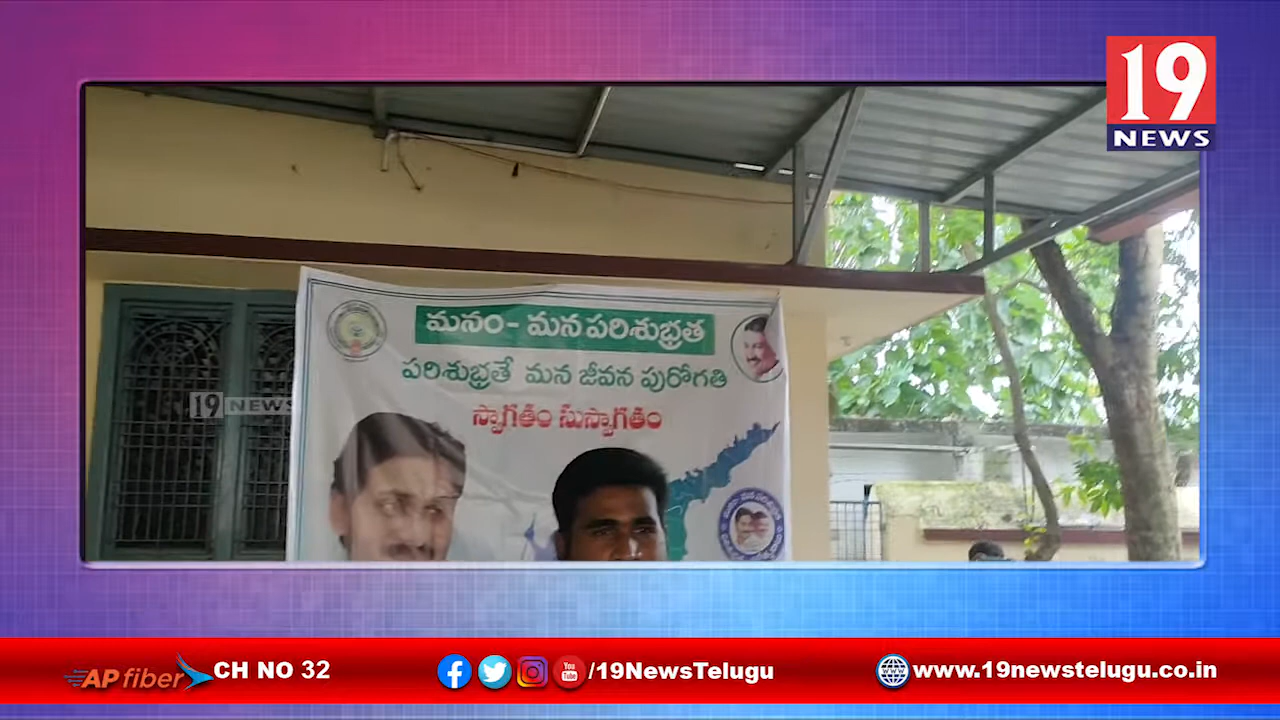 19
NEWS
మనం - మన పరిశుభ్రత
పరిశుభ్రతే మన జీవన పురోగతి
19 NEWS
స్వాగతం సుస్వాగతం
AP fiber CH NO 32
/19NewsTelugu
www.19newstelugu.co.in